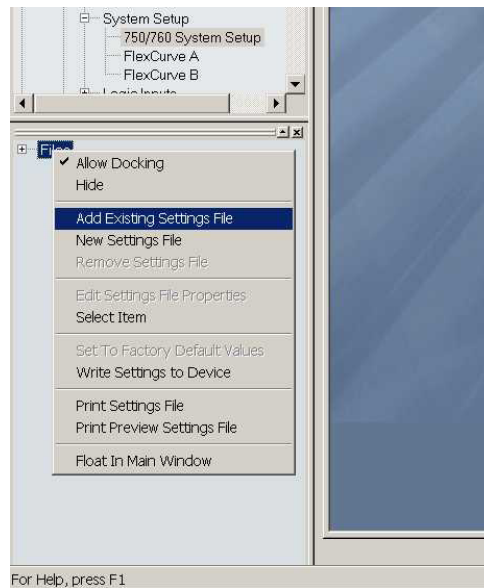 System Setup
750/760 System Setup
FlexCurve A
FlexCurve B
Logic Inputs
Files
Allow Docking
Hide
Add Existing Settings File
New Settings File
Remove Settings File
Edit Settings File Properties
Select Item
Set To Factory Default Values
Write Settings to Device
Print Settings File
Print Preview Settings File
Float In Main Window
For Help, press F1